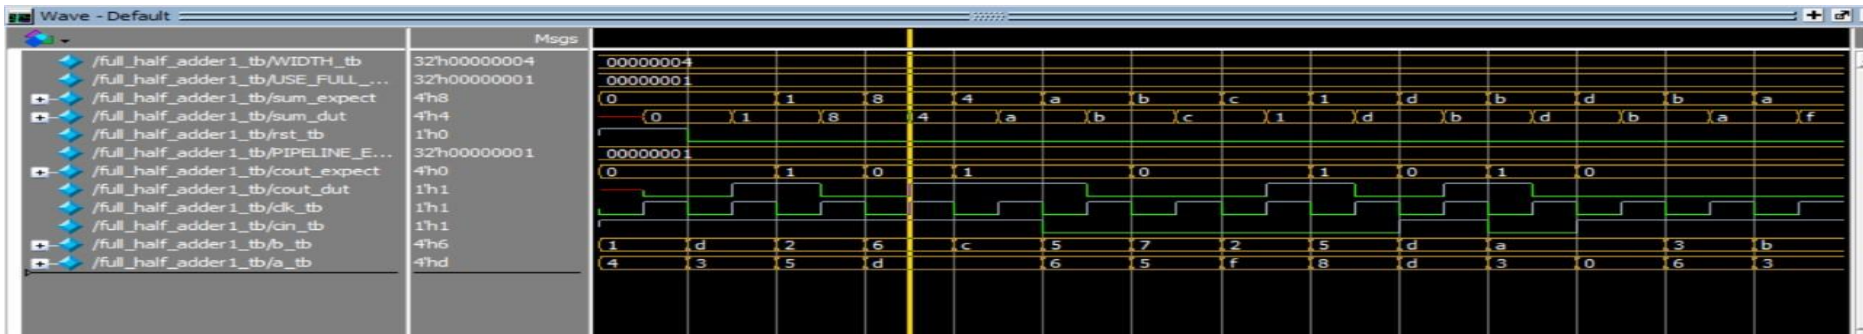 Wave - Default
Msgs
/full_half_adder1_tb/WIDTH_tb 32'h00000004 00000004
/full_half_adder1_tb/USE_FULL_... 32'h00000001 00000001
/full_half_adder1_tb/sum_expect 4'h8 0 1 8 4 a b c 1 d b d b a
/full_half_adder1_tb/sum_dut 4'h4 0 1 8 4 a b c 1 d b d b a f
/full_half_adder1_tb/rst_tb 1'h0
/full_half_adder1_tb/PIPELINE_E... 32'h00000001 00000001
/full_half_adder1_tb/cout_expect 4'h0 0 1 0 1 0 1 0 1 0
/full_half_adder1_tb/cout_dut 1'h1
/full_half_adder1_tb/clk_tb 1'h1
/full_half_adder1_tb/cin_tb 1'h1
/full_half_adder1_tb/b_tb 4'h6 1 d 2 6 c 5 7 2 5 d a 3 b
/full_half_adder1_tb/a_tb 4'hd 4 3 5 d 6 5 f 8 d 3 0 6 3